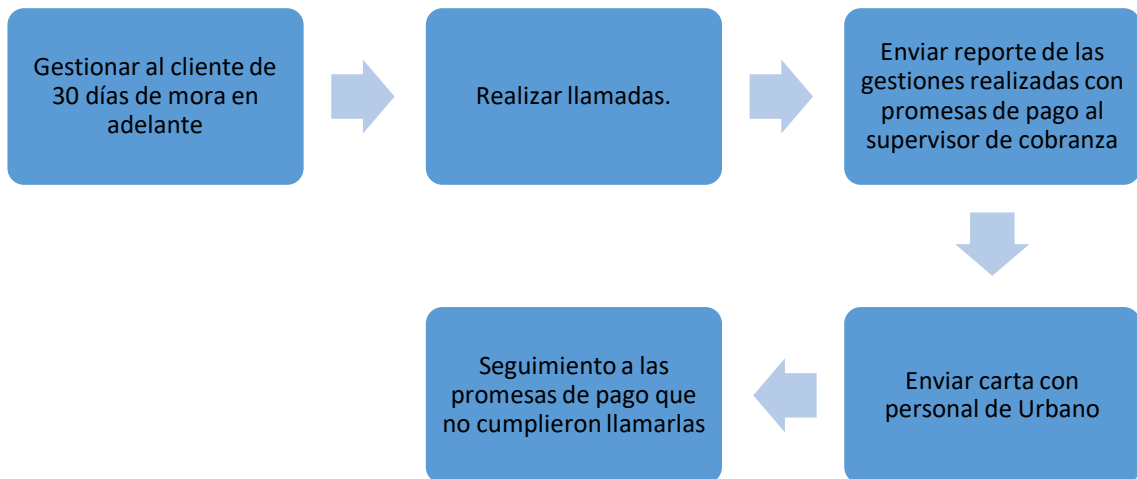 Gestionar al cliente de
30 días de mora en
adelante
Realizar llamadas.
Enviar reporte de las
gestiones realizadas con
promesas de pago al
supervisor de cobranza
Enviar carta con
personal de Urbano
Seguimiento a las
promesas de pago que
no cumplieron llamarlas